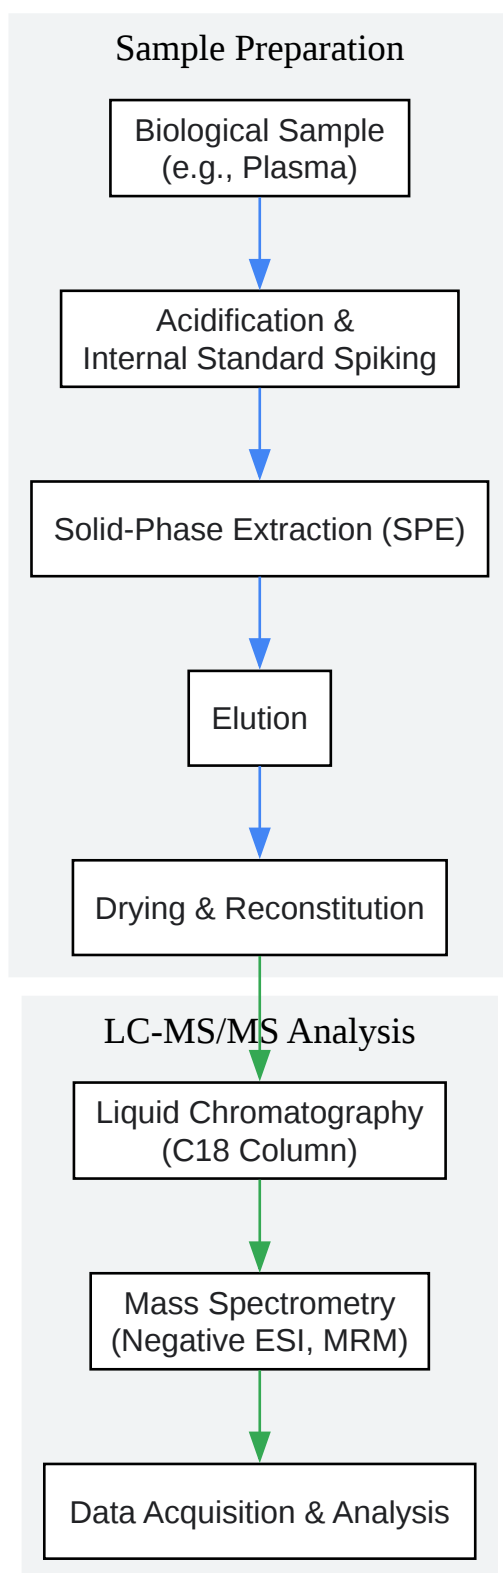 Sample Preparation
Biological Sample
(e.g., Plasma)
Acidification &
Internal Standard Spiking
Solid-Phase Extraction (SPE)
Elution
Drying & Reconstitution
LC-MS/MS Analysis
Liquid Chromatography
(C18 Column)
Mass Spectrometry
(Negative ESI, MRM)
Data Acquisition & Analysis